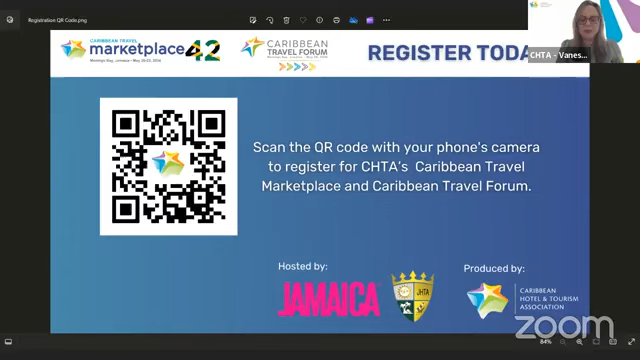 Registration QR Code.png
CARIBBEAN TRAVEL
marketplace42
CARIBBEAN
TRAVEL FORUM
REGISTER TODA
CHTA - Vanes...
Scan the QR code with your phone's camera
to register for CHTA's Caribbean Travel
Marketplace and Caribbean Travel Forum.
Hosted by:
JAMAICA
JHTA
Produced by:
CARIBBEAN
HOTEL & TOURISM
ASSOCIATION
zoom
84%